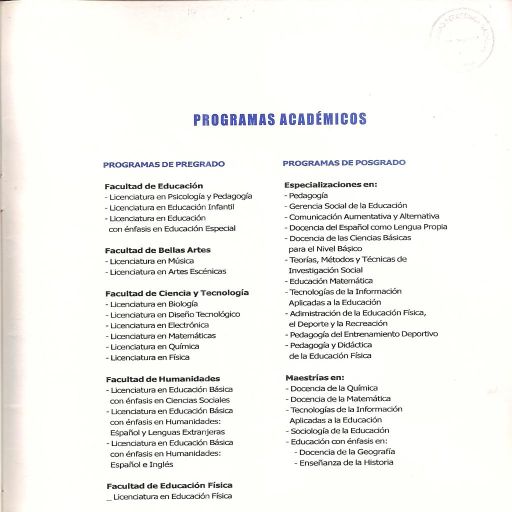 PROGRAMAS ACADÉMICOS
PROGRAMAS DE PREGRADO
Facultad de Educación
- Licenciatura en Psicología y Pedagogía
- Licenciatura en Educación Infantil
- Licenciatura en Educación
con énfasis en Educación Especial
Facultad de Bellas Artes
- Licenciatura en Música
- Licenciatura en Artes Escénicas
Facultad de Ciencia y Tecnología
- Licenciatura en Biología
- Licenciatura en Diseño Tecnológico
- Licenciatura en Electrónica
- Licenciatura en Matemáticas
- Licenciatura en Química
- Licenciatura en Física
Facultad de Humanidades
- Licenciatura en Educación Básica
con énfasis en Ciencias Sociales
- Licenciatura en Educación Básica
con énfasis en Humanidades:
Español y Lenguas Extranjeras
- Licenciatura en Educación Básica
con énfasis en Humanidades:
Español e Inglés
Facultad de Educación Física
_ Licenciatura en Educación Física
PROGRAMAS DE POSGRADO
Especializaciones en:
- Pedagogía
- Gerencia Social de la Educación
- Comunicación Aumentativa y Alternativa
- Docencia del Español como Lengua Propia
- Docencia de las Ciencias Básicas
para el Nivel Básico
- Teorías, Métodos y Técnicas de
Investigación Social
- Educación Matemática
- Tecnologías de la Información
Aplicadas a la Educación
- Adimistración de la Educación Física,
el Deporte y la Recreación
- Pedagogía del Entrenamiento Deportivo
- Pedagogía y Didáctica
de la Educación Física
Maestrías en:
- Docencia de la Química
- Docencia de la Matemática
- Tecnologías de la Información
Aplicadas a la Educación
- Sociología de la Educación
- Educación con énfasis en:
- Docencia de la Geografía
- Enseñanza de la Historia